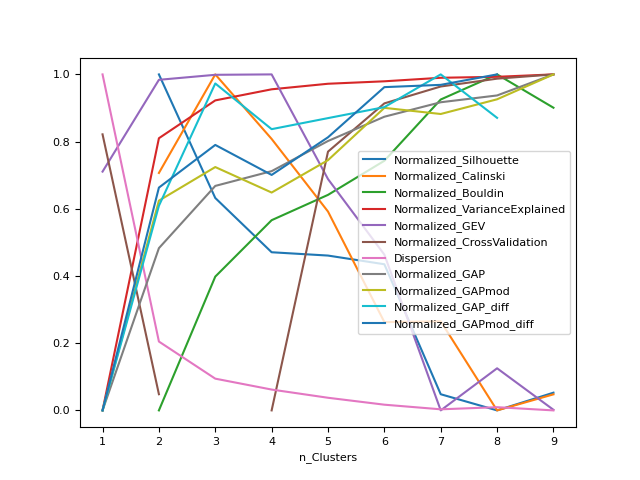 1.0
0.8
0.6
0.4
0.2
0.0
Normalized_Silhouette
Normalized_Calinski
Normalized_Bouldin
Normalized_VarianceExplained
Normalized_GEV
Normalized_CrossValidation
Dispersion
Normalized_GAP
Normalized_GAPmod
Normalized_GAP_diff
Normalized_GAPmod_diff
1 2 3 4 5 6 7 8 9
n_Clusters